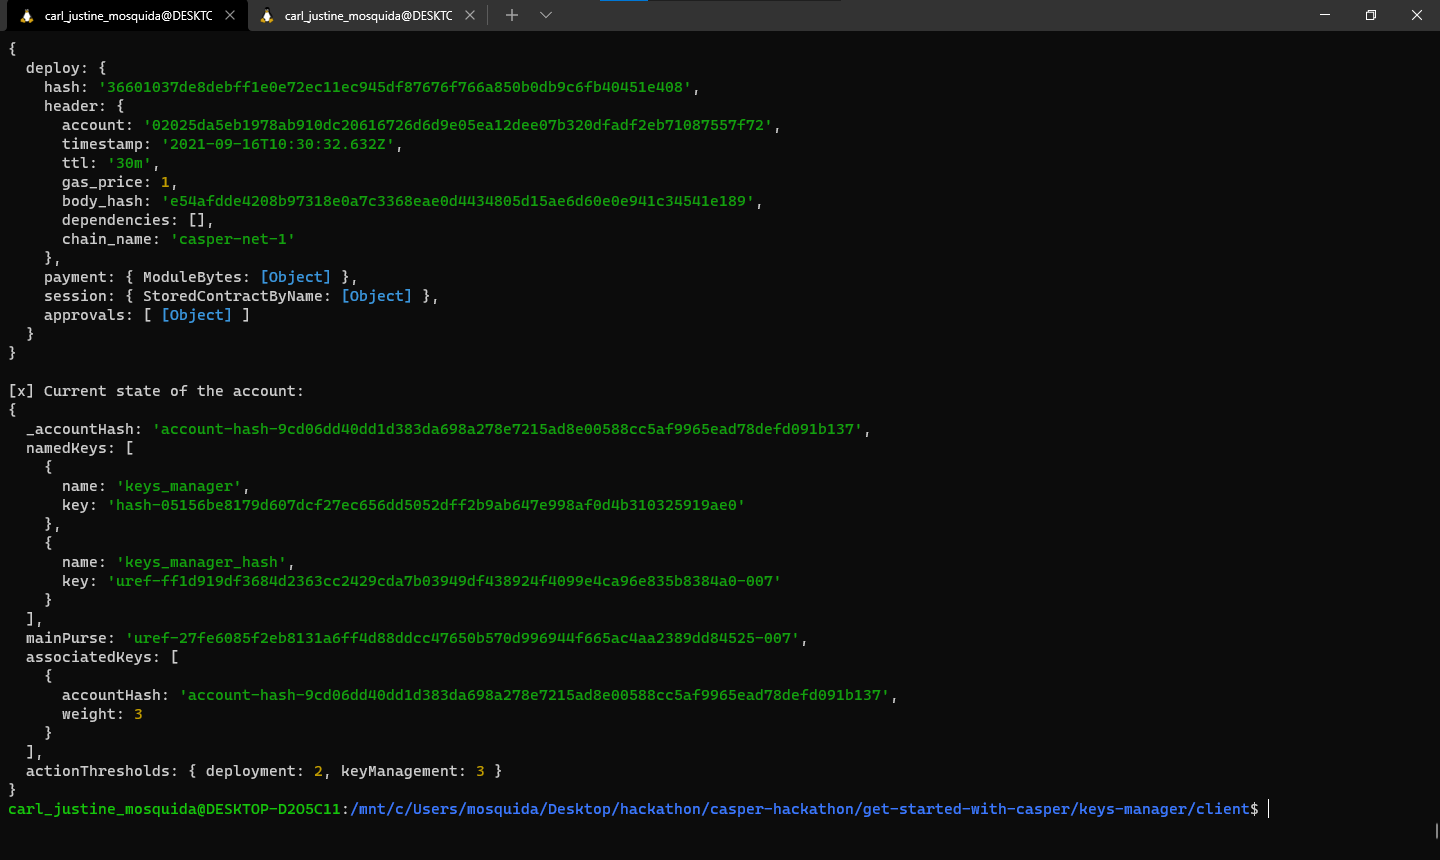 carl_justine_mosquida@DESKTC
carl_justine_mosquida@DESKTC
{
  deploy: {
    hash: '36601037de8debff1e0e72ec11ec945df87676f766a850b0db9c6fb40451e408',
    header: {
      account: '02025da5eb1978ab910dc20616726d6d9e05ea12dee07b320dfadf2eb71087557f72',
      timestamp: '2021-09-16T10:30:32.632Z',
      ttl: '30m',
      gas_price: 1,
      body_hash: 'e54afdde4208b97318e0a7c3368eae0d4434805d15ae6d60e0e941c34541e189',
      dependencies: [],
      chain_name: 'casper-net-1'
    },
    payment: { ModuleBytes: [Object] },
    session: { StoredContractByName: [Object] },
    approvals: [ [Object] ]
  }
}
[x] Current state of the account:
{
  _accountHash: 'account-hash-9cd06dd40dd1d383da698a278e7215ad8e00588cc5af9965ead78defd091b137',
  namedKeys: [
    {
      name: 'keys_manager',
      key: 'hash-05156be8179d607dcf27ec656dd5052dff2b9ab647e998af0d4b310325919ae0'
    },
    {
      name: 'keys_manager_hash',
      key: 'uref-ff1d919df3684d2363cc2429cda7b03949df438924f4099e4ca96e835b8384a0-007'
    }
  ],
  mainPurse: 'uref-27fe6085f2eb8131a6ff4d88ddcc47650b570d996944f665ac4aa2389dd84525-007',
  associatedKeys: [
    {
      accountHash: 'account-hash-9cd06dd40dd1d383da698a278e7215ad8e00588cc5af9965ead78defd091b137',
      weight: 3
    }
  ],
  actionThresholds: { deployment: 2, keyManagement: 3 }
}
carl_justine_mosquida@DESKTOP-D2O5C11:/mnt/c/Users/mosquida/Desktop/hackathon/casper-hackathon/get-started-with-casper/keys-manager/client$